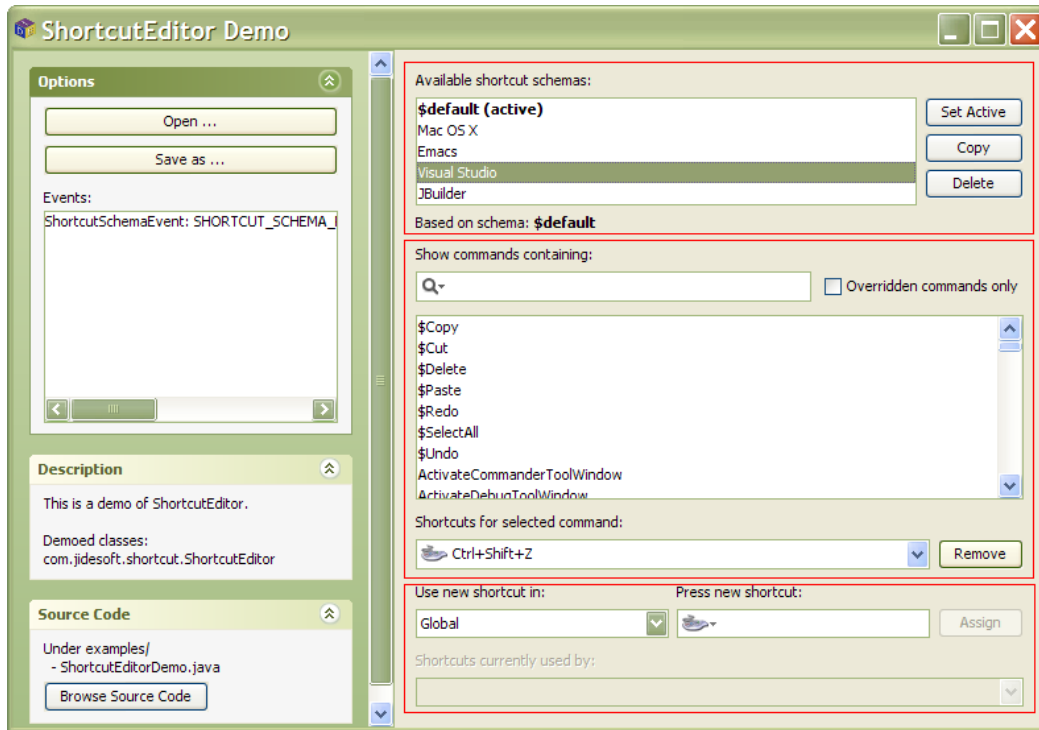 ShortcutEditor Demo
Options
Open ...
Save as ...
Events:
ShortcutSchemaEvent: SHORTCUT_SCHEMA_
Description
This is a demo of ShortcutEditor.
Demoed classes:
com.jidesoft.shortcut.ShortcutEditor
Source Code
Under examples/
- ShortcutEditorDemo.java
Browse Source Code
Available shortcut schemas:
$default (active)
Mac OS X
Emacs
Visual Studio
JBuilder
Set Active
Copy
Delete
Based on schema: $default
Show commands containing:
Overridden commands only
$Copy
$Cut
$Delete
$Paste
$Redo
$SelectAll
$Undo
ActivateCommanderToolWindow
ActivateDebugToolWindow
Shortcuts for selected command:
Ctrl+Shift+Z
Remove
Use new shortcut in:
Press new shortcut:
Global
Assign
Shortcuts currently used by: